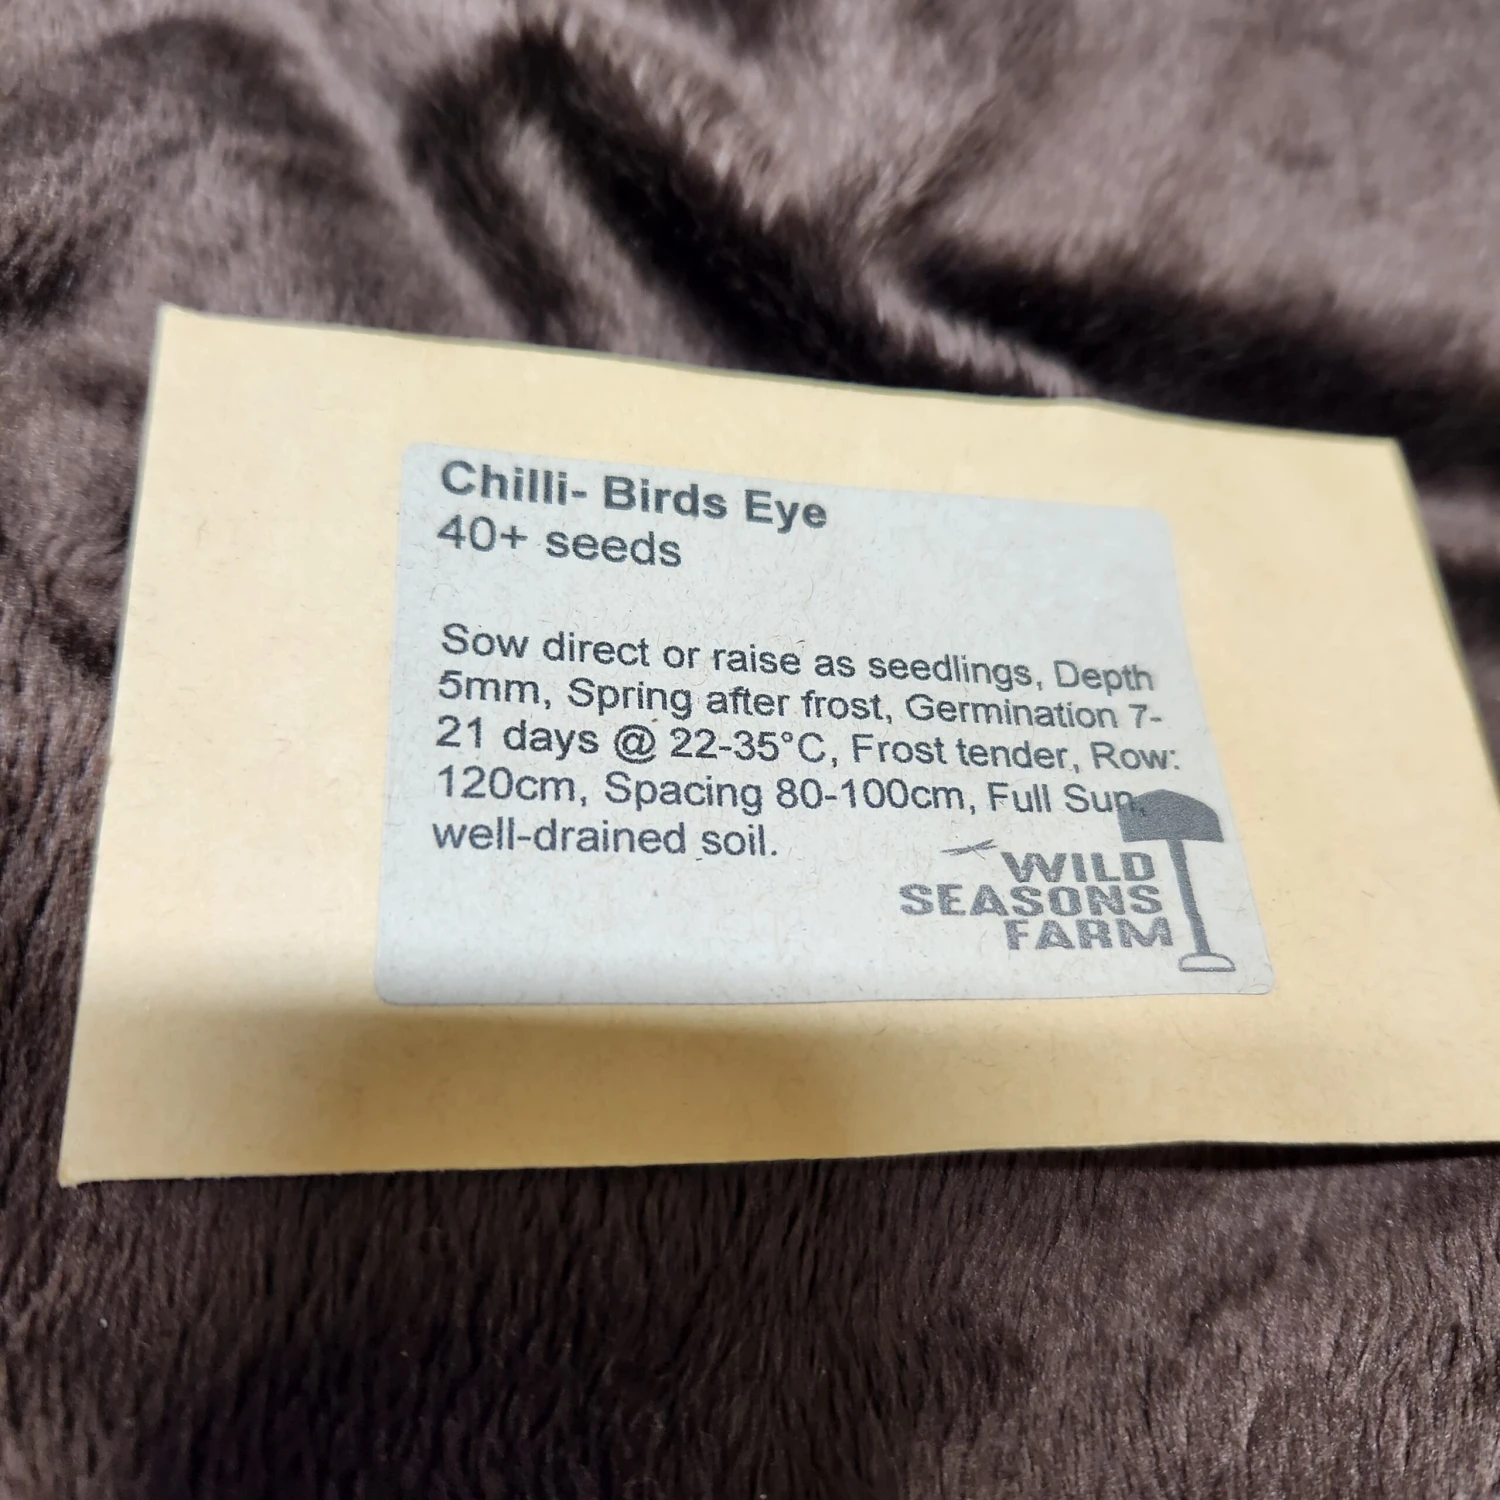 Chilli- Birds Eye
40+ seeds
Sow direct or raise as seedlings, Depth
5mm, Spring after frost, Germination 7-
21 days @ 22-35°C, Frost tender, Row:
120cm, Spacing 80-100cm, Full Sun,
well-drained soil.
WILD
SEASONS
FARM